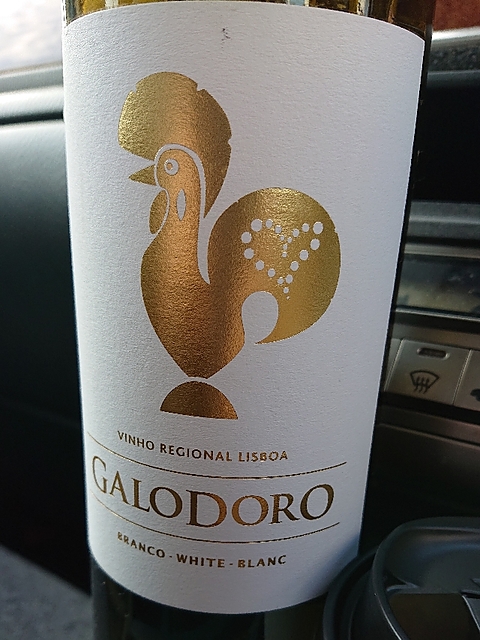 VINHO REGIONAL LISBOA
GALODORO
BRANCO - WHITE - BLANC